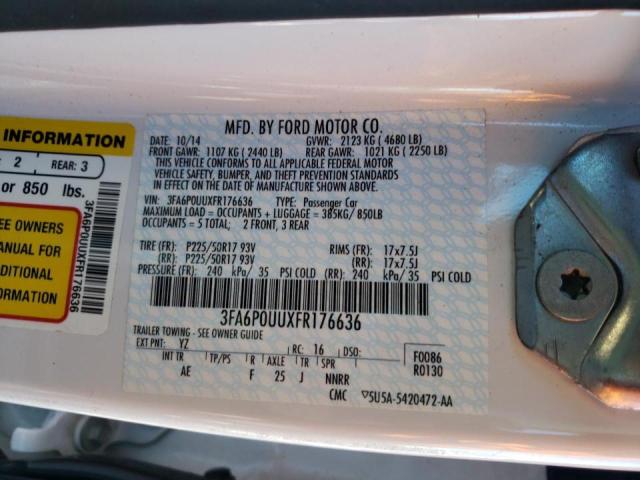 INFORMATION
2
REAR: 3
or 850 lbs.
SEE OWNERS
MANUAL FOR
ADDITIONAL
INFORMATION
3FA6P0UUXFR176636
MFD. BY FORD MOTOR CO.
DATE: 10/14 GVWR: 2123 KG ( 4680 LB)
FRONT GAWR: 1107 KG ( 2440 LB) REAR GAWR: 1021 KG ( 2250 LB)
THIS VEHICLE CONFORMS TO ALL APPLICABLE FEDERAL MOTOR
VEHICLE SAFETY, BUMPER, AND THEFT PREVENTION STANDARDS
IN EFFECT ON THE DATE OF MANUFACTURE SHOWN ABOVE.
VIN: 3FA6P0UUXFR176636 TYPE: Passenger Car
MAXIMUM LOAD = OCCUPANTS + LUGGAGE = 385KG/ 850LB
OCCUPANTS = 5 TOTAL; 2 FRONT, 3 REAR
TIRE (FR): P225/50R17 93V RIMS (FR): 17x7.5J
(RR): P225/50R17 93V (RR): 17x7.5J
PRESSURE (FR): 240 kPa/ 35 PSI COLD (RR): 240 kPa/ 35 PSI COLD
3FA6P0UUXFR176636
TRAILER TOWING - SEE OWNER GUIDE
EXT PNT: YZ RC: 16 DSO: F0086
INT TR TP/PS R AXLE TR SPR R0130
AE F 25 J NNRR
CMC 5U5A-5420472-AA